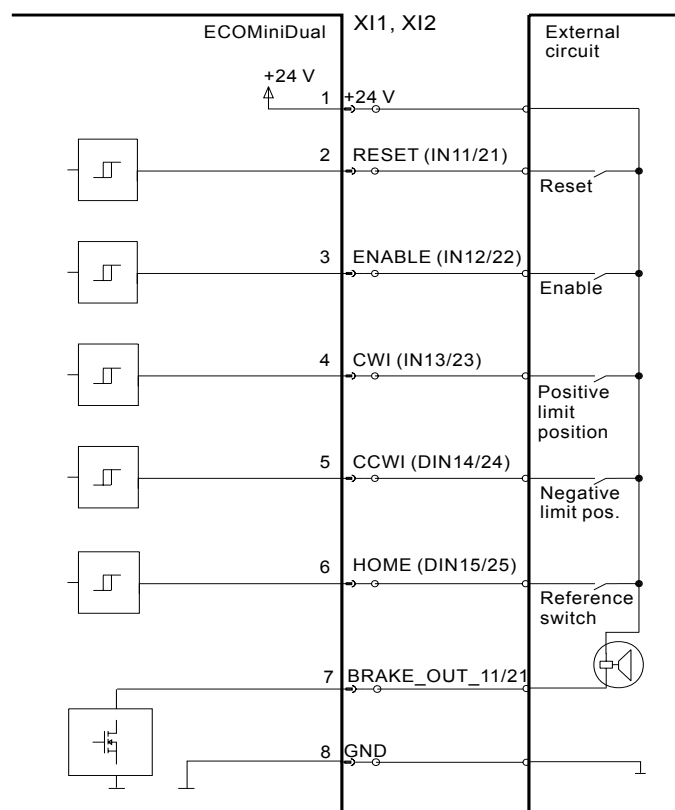 ECOMiniDual
XI1, XI2
External
circuit
+24 V
1
+24 V
2
RESET (IN11/21)
Reset
3
ENABLE (IN12/22)
Enable
4
CWI (IN13/23)
Positive
limit
position
5
CCWI (DIN14/24)
Negative
limit pos.
6
HOME (DIN15/25)
Reference
switch
7
BRAKE_OUT_11/21
8
GND